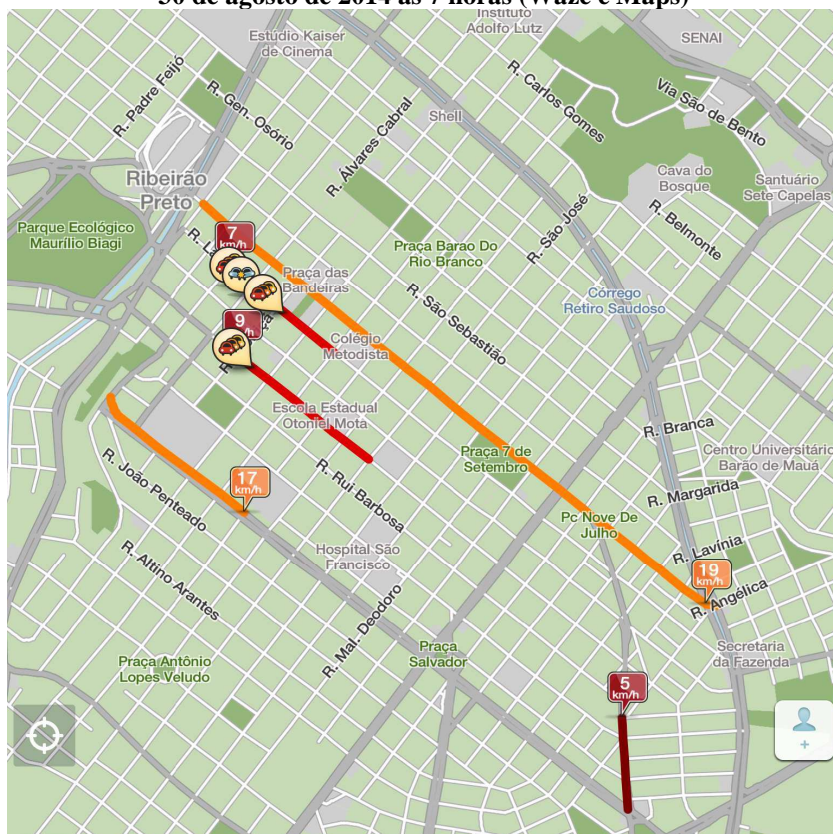 30 de agosto de 2014 às 7 horas (Waze e Maps)
Instituto
Adolfo Lutz
Estúdio Kaiser
de Cinema
SENAI
R. Padre Feijó
R. Gen. Osório
R. Carlos Gomes
Via São de Bento
Shell
R. Álvares Cabral
Ribeirão
Preto
Cava do
Bosque
Santuário
Sete Capelas
Parque Ecológico
Maurílio Biagi
R. São José
R. Belmonte
7
km/h
Praça Barao Do
Rio Branco
Praça das
Bandeiras
R. São Sebastião
Córrego
Retiro Saudoso
9
Colégio
Metodista
Escola Estadual
Otoniel Mota
R. Branca
Praça 7 de
Setembro
Centro Universitário
Barão de Mauá
R. João Penteado
17
km/h
R. Rui Barbosa
R. Margarida
Pc Nove De
Julho
R. Altino Arantes
Hospital São
Francisco
R. Lavínia
19
km/h
R. Angélica
R. Mal. Deodoro
Praça
Salvador
Secretaria
da Fazenda
Praça Antônio
Lopes Veludo
5
km/h